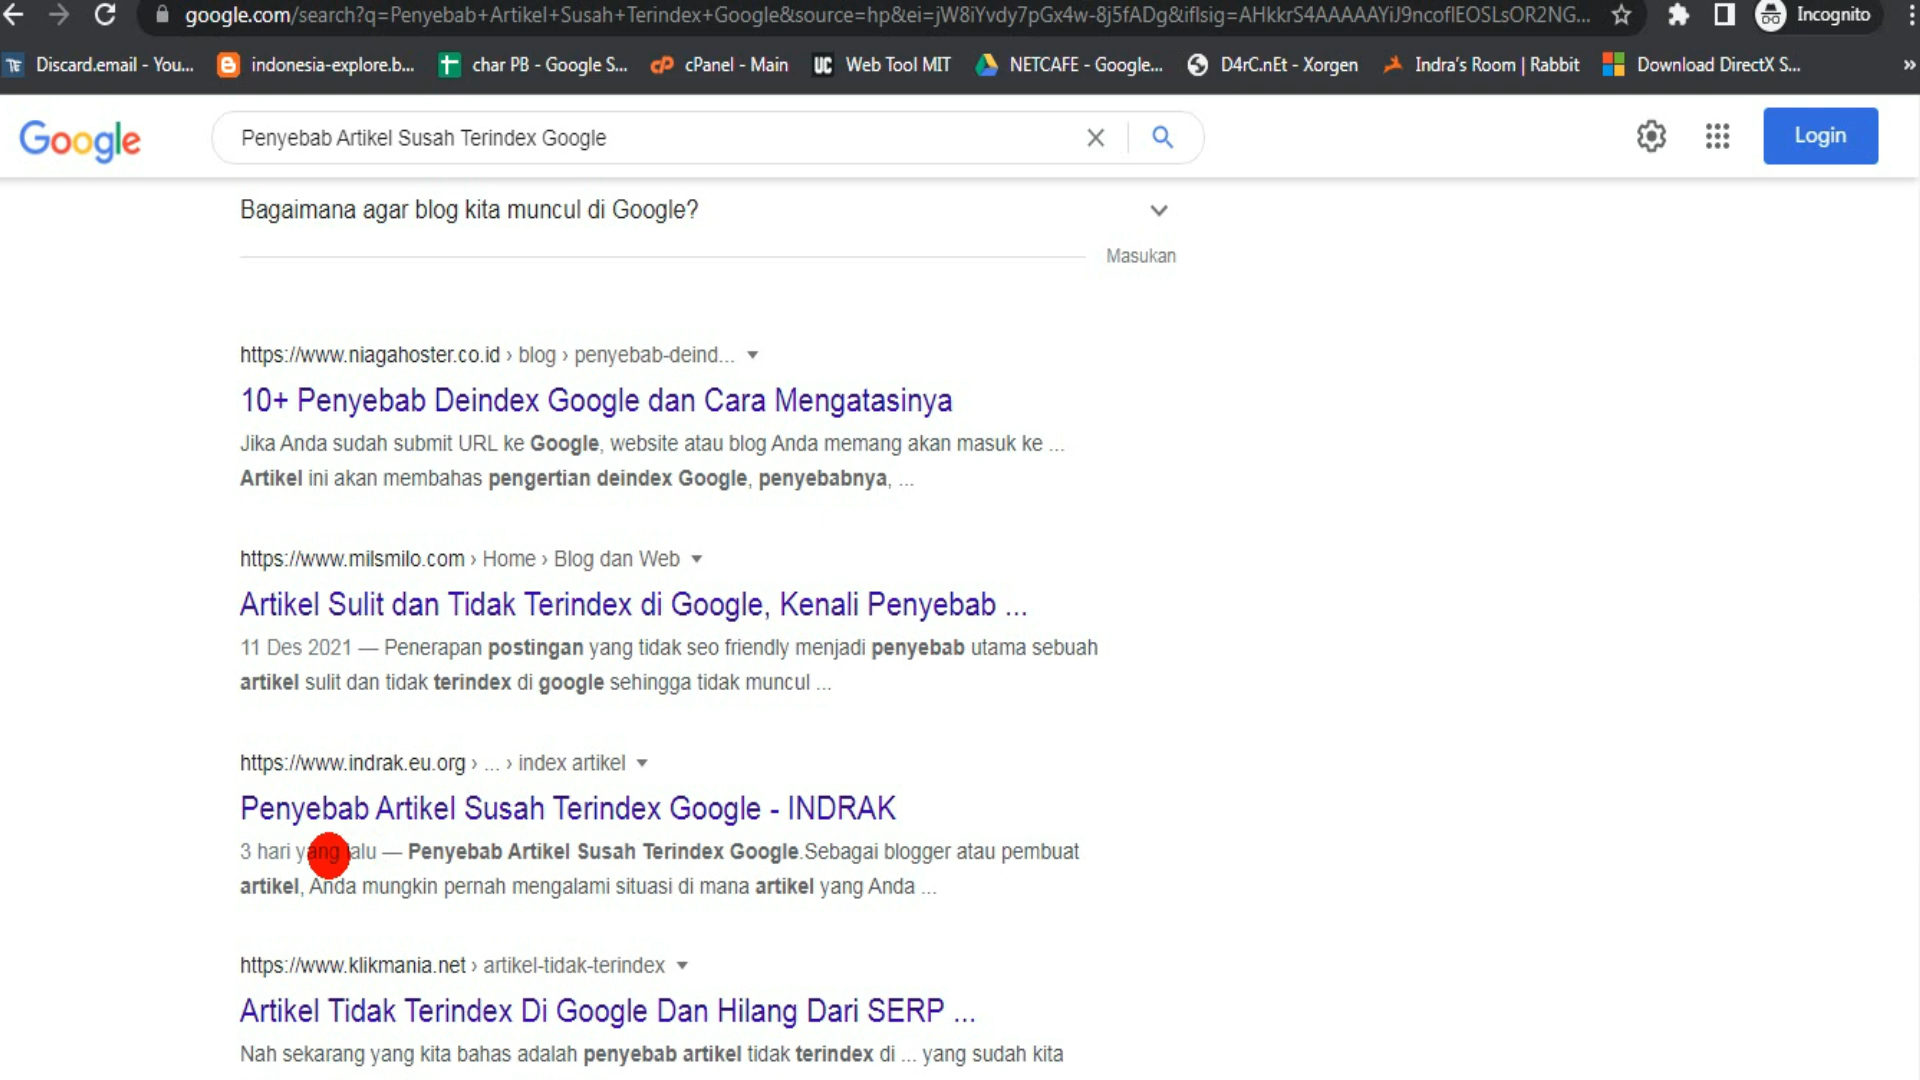 google.com/search?q=Penyebab+Artikel+Susah+Terindex+Google&source=hp&ei=jW8iYvdy7pGx4w-8j5fADg&iflsig=AHkkrS4AAAAAYiJ9ncoflEOSLsOR2NG...
Incognito
Discard.email - You...
indonesia-explore.b...
char PB - Google S...
cPanel - Main
UC Web Tool MIT
NETCAFE - Google...
D4rC.nEt - Xorgen
Indra's Room | Rabbit
Download DirectX S...
»
Google
Penyebab Artikel Susah Terindex Google
Login
Bagaimana agar blog kita muncul di Google?
Masukan
https://www.niagahoster.co.id › blog › penyebab-deind...
10+ Penyebab Deindex Google dan Cara Mengatasinya
Jika Anda sudah submit URL ke Google, website atau blog Anda memang akan masuk ke ...
Artikel ini akan membahas pengertian deindex Google, penyebabnya, ...
https://www.milsmilo.com › Home › Blog dan Web
Artikel Sulit dan Tidak Terindex di Google, Kenali Penyebab ...
11 Des 2021 — Penerapan postingan yang tidak seo friendly menjadi penyebab utama sebuah
artikel sulit dan tidak terindex di google sehingga tidak muncul ...
https://www.indrak.eu.org › ... › index artikel
Penyebab Artikel Susah Terindex Google - INDRAK
3 hari yang lalu — Penyebab Artikel Susah Terindex Google.Sebagai blogger atau pembuat
artikel, Anda mungkin pernah mengalami situasi di mana artikel yang Anda ...
https://www.klikmania.net › artikel-tidak-terindex
Artikel Tidak Terindex Di Google Dan Hilang Dari SERP ...
Nah sekarang yang kita bahas adalah penyebab artikel tidak terindex di ... yang sudah kita